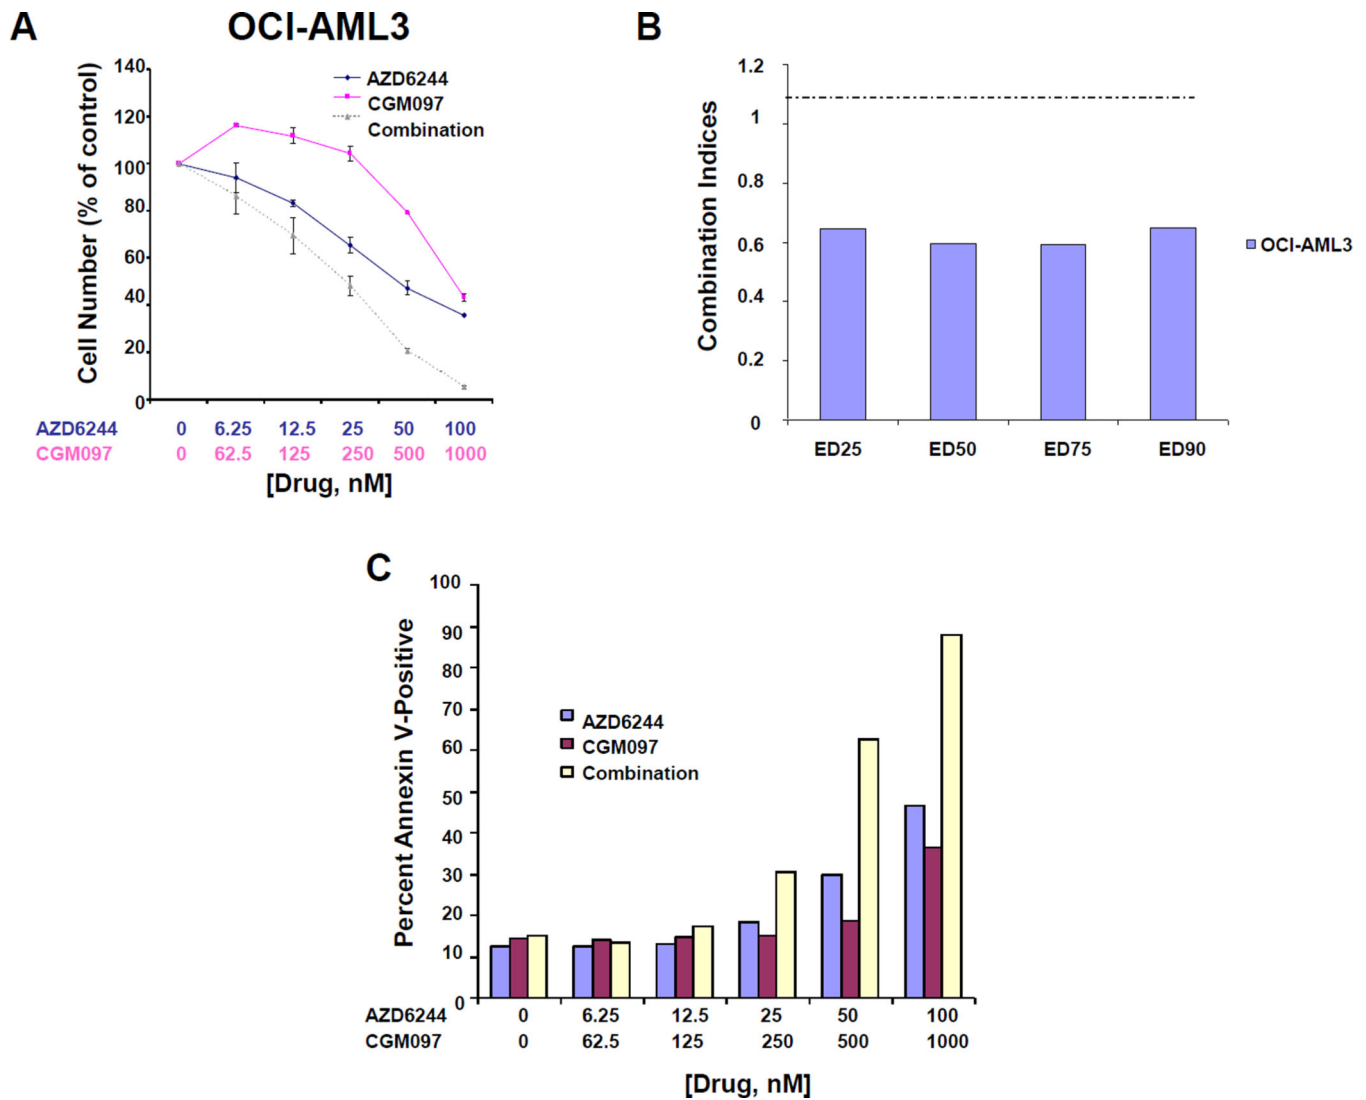 A
OCI-AML3
Cell Number (% of control)
140
120
100
80
60
40
20
0
AZD6244
CGM097
Combination
AZD6244 0 6.25 12.5 25 50 100
CGM097 0 62.5 125 250 500 1000
[Drug, nM]
B
Combination Indices
1.2
1
0.8
0.6
0.4
0.2
0
ED25 ED50 ED75 ED90
OCI-AML3
C
Percent Annexin V-Positive
100
90
80
70
60
50
40
30
20
10
0
AZD6244
CGM097
Combination
AZD6244 0 6.25 12.5 25 50 100
CGM097 0 62.5 125 250 500 1000
[Drug, nM]